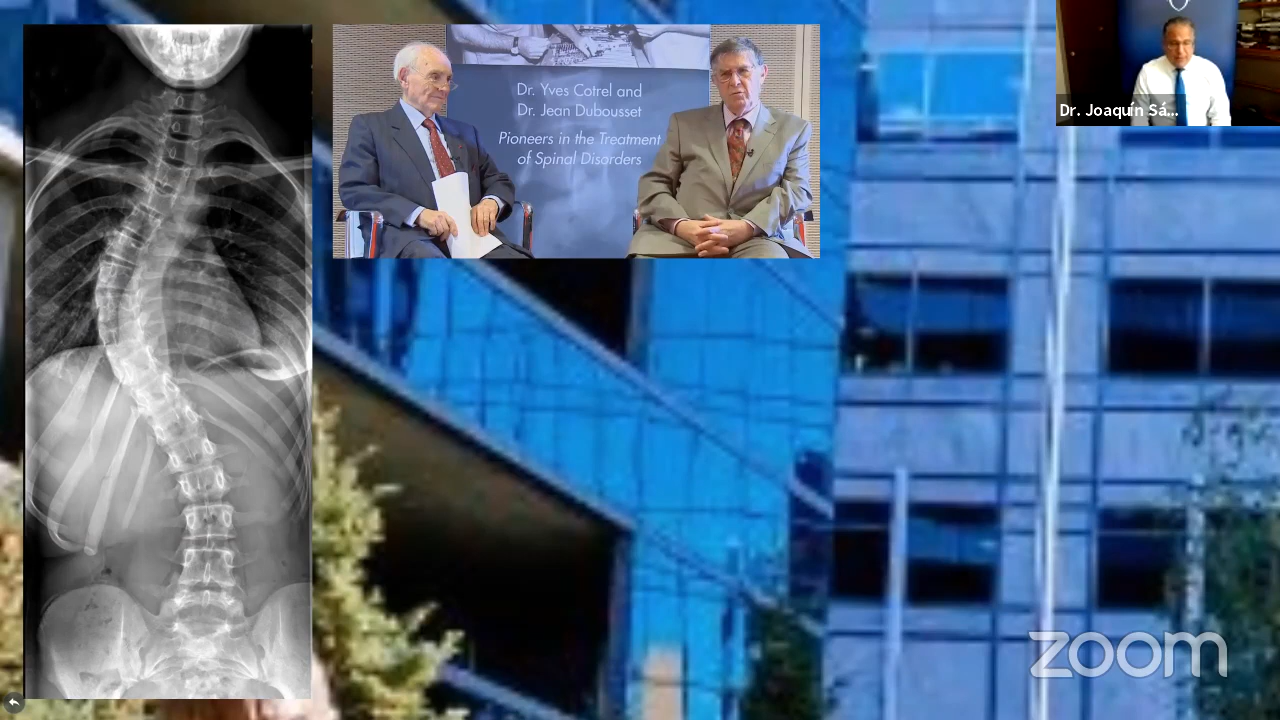 Dr. Yves Cotrel and
Dr. Jean Dubousset
Pioneers in the Treatment
of Spinal Disorders
Dr. Joaquín Sá...
zoom